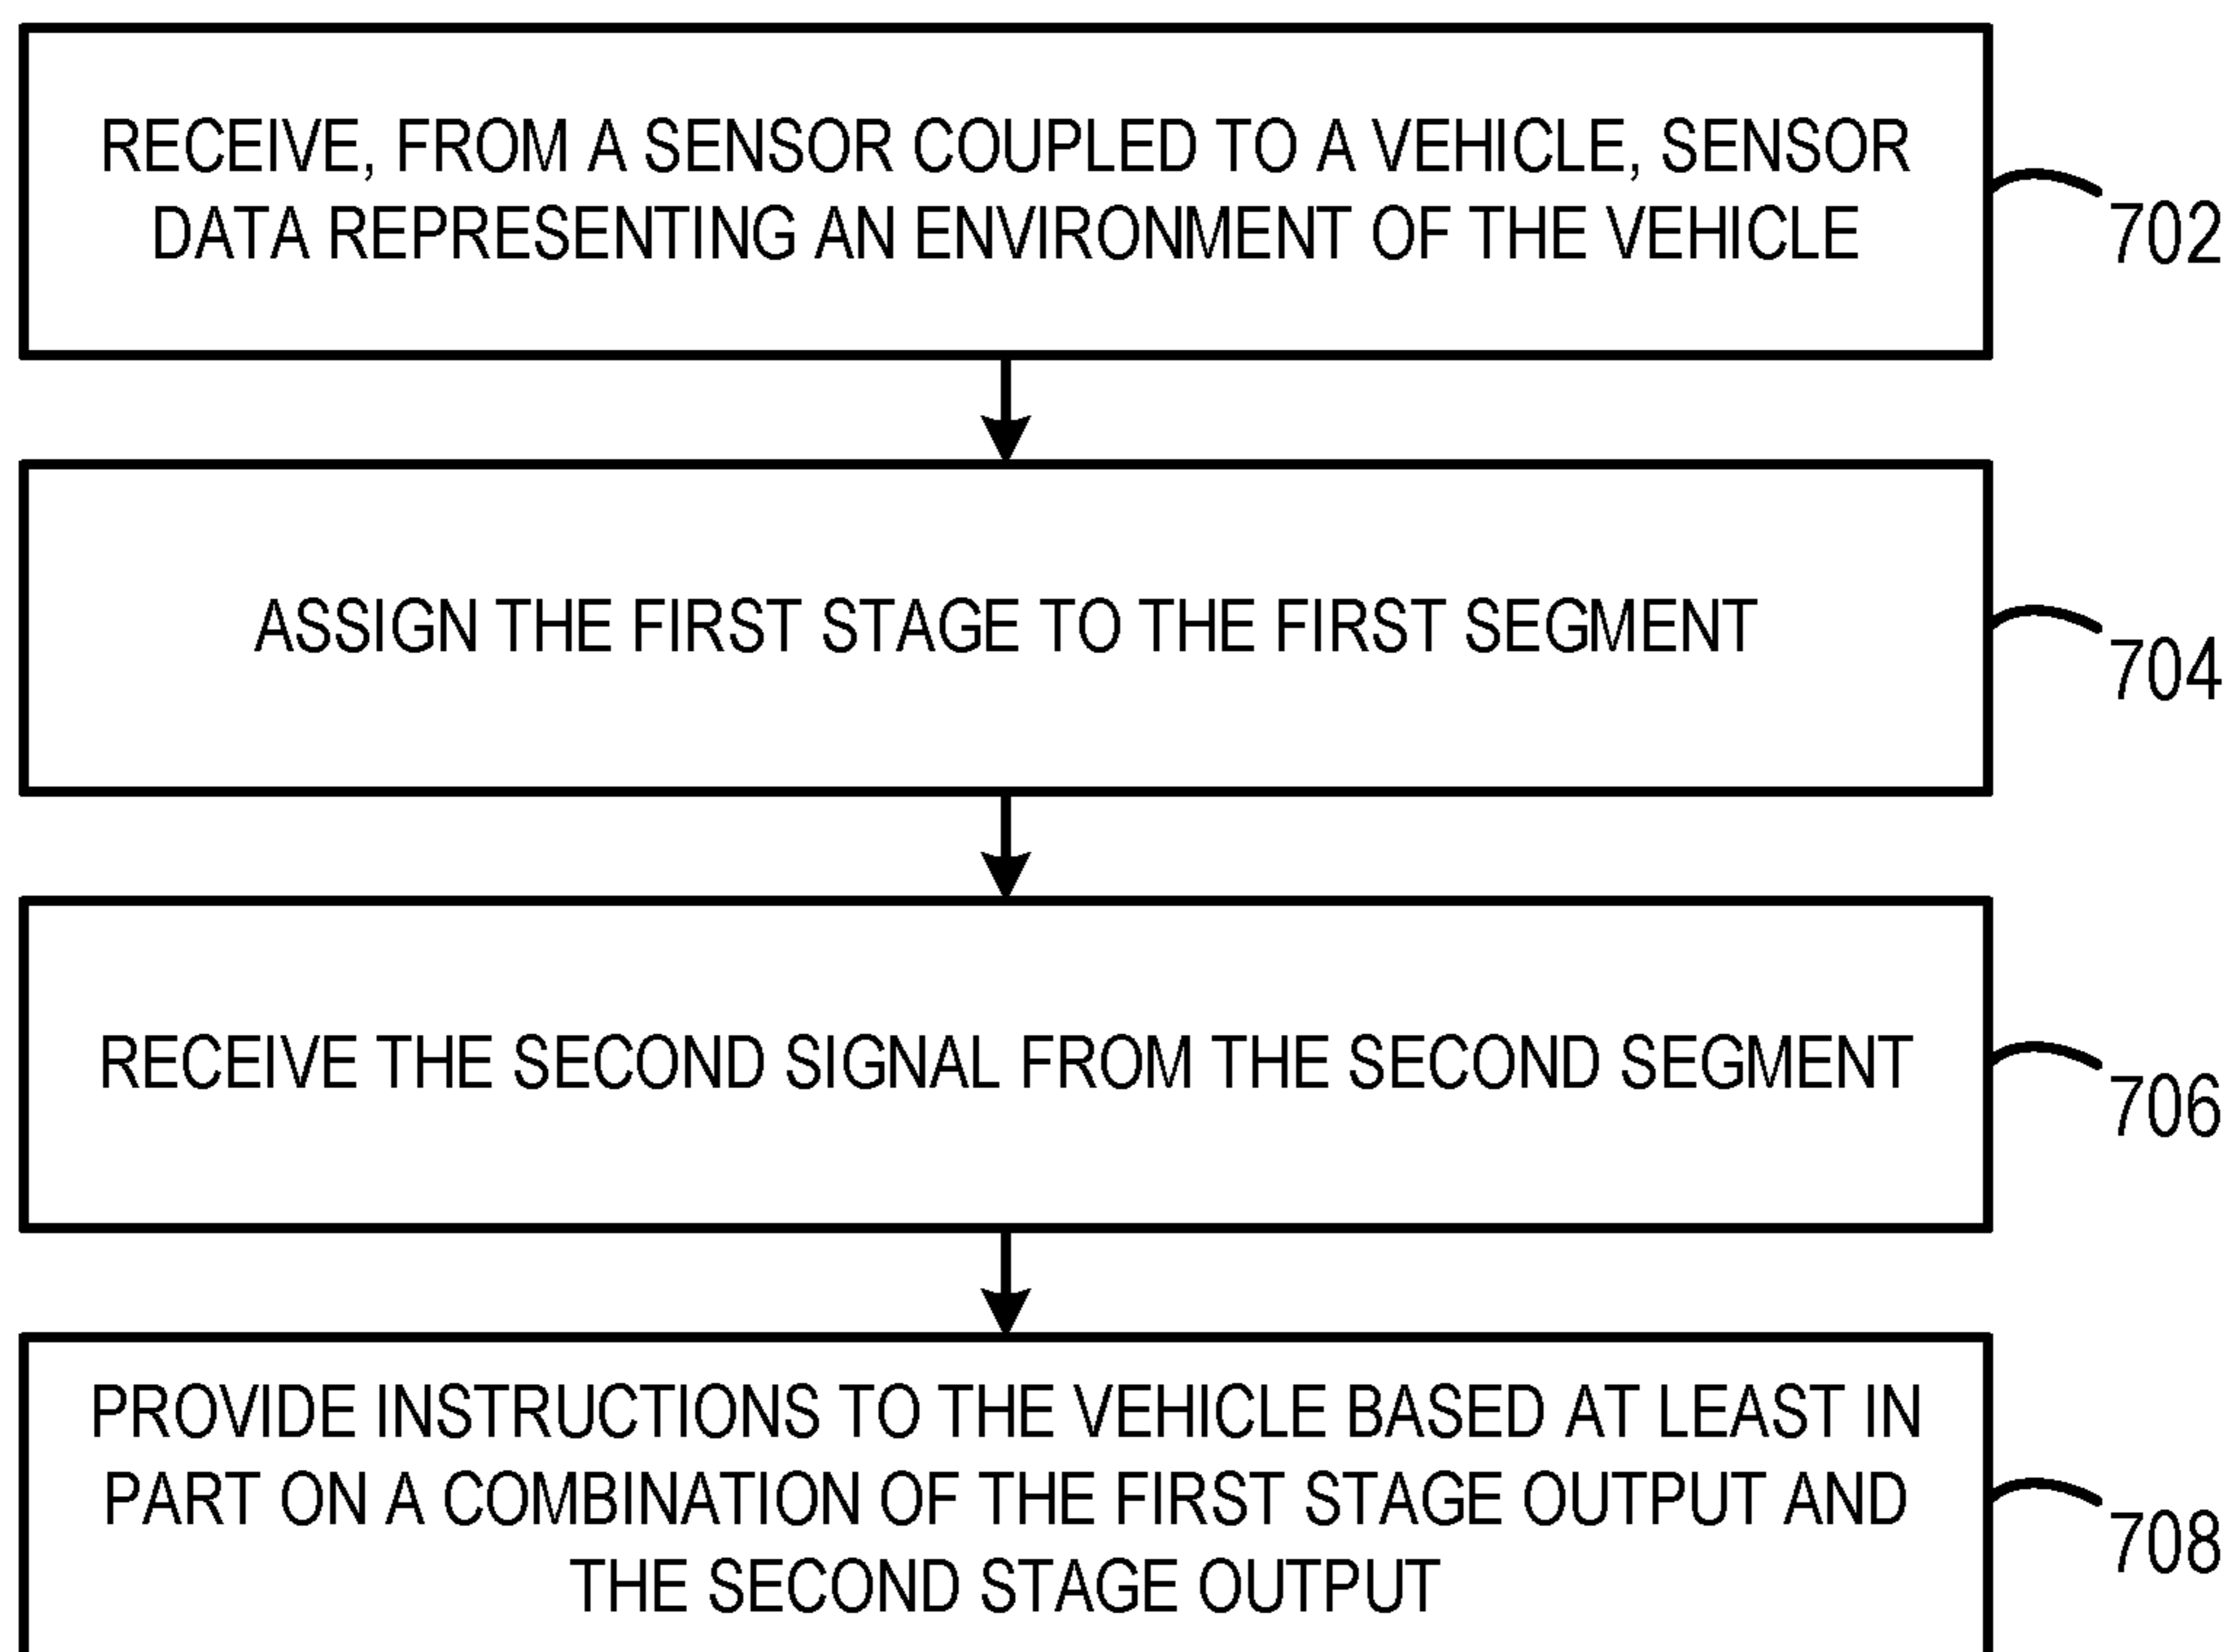 RECEIVE, FROM A SENSOR COUPLED TO A VEHICLE, SENSOR
DATA REPRESENTING AN ENVIRONMENT OF THE VEHICLE
702
ASSIGN THE FIRST STAGE TO THE FIRST SEGMENT
704
RECEIVE THE SECOND SIGNAL FROM THE SECOND SEGMENT
706
PROVIDE INSTRUCTIONS TO THE VEHICLE BASED AT LEAST IN
PART ON A COMBINATION OF THE FIRST STAGE OUTPUT AND
THE SECOND STAGE OUTPUT
708